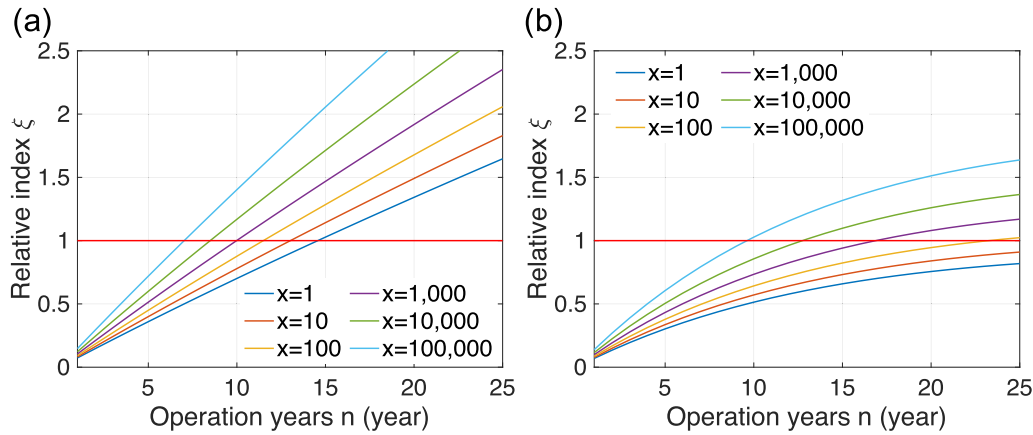 (a)
2.5
2
1.5
1
0.5
0
Relative index ξ
x=1
x=10
x=100
x=1,000
x=10,000
x=100,000
5
10
15
20
25
Operation years n (year)
(b)
2.5
2
1.5
1
0.5
0
Relative index ξ
x=1
x=10
x=100
x=1,000
x=10,000
x=100,000
5
10
15
20
25
Operation years n (year)